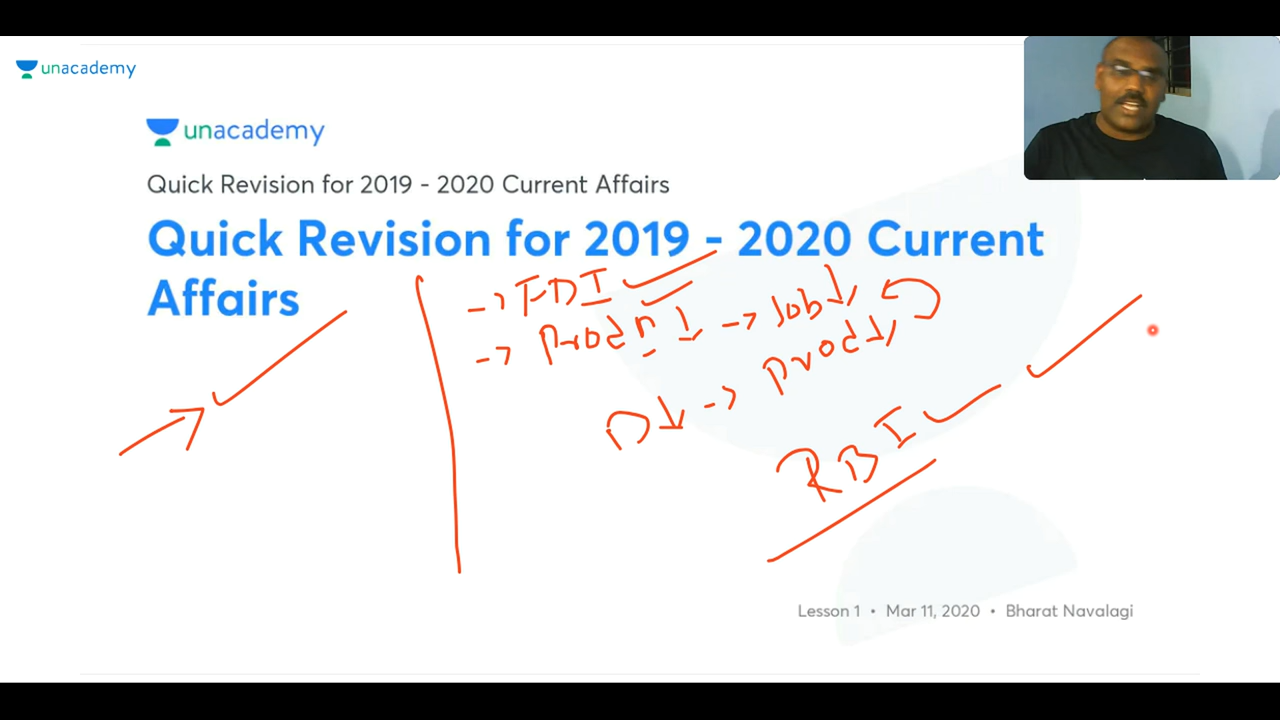 unacademy
unacademy
Quick Revision for 2019 - 2020 Current Affairs
Quick Revision for 2019 - 2020 Current
Affairs
→ FDI
→ Prodn ↓ → Job↓
D↓ → Prod↓
RBI
Lesson 1 • Mar 11, 2020 • Bharat Navalagi